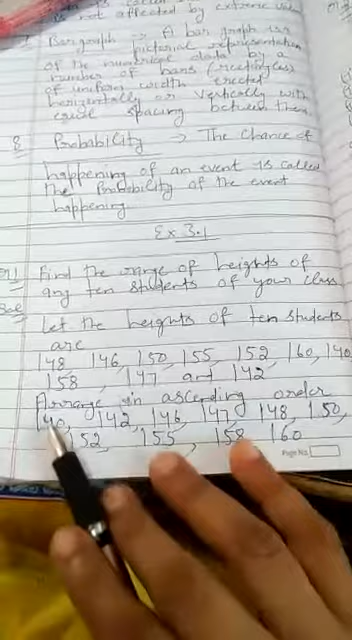 is not affected by extreme
Bar graph → A bar graph is a
pictorial representation
of the numerical data by a
number of bars (rectangles)
of uniform width erected
horizontally or vertically with
equal spacing between them
8 Probability → The Chance of
happening of an event is called
the Probability of the event
happening
Ex 3.1
Find the range of heights of
any ten students of your class
Sol Let the heights of ten students
are
148 146, 150, 155, 152, 160, 140
158, 147 and 142
Arrange in ascending order
140, 142, 146, 147, 148, 150,
152 155, 158 160
Page No.